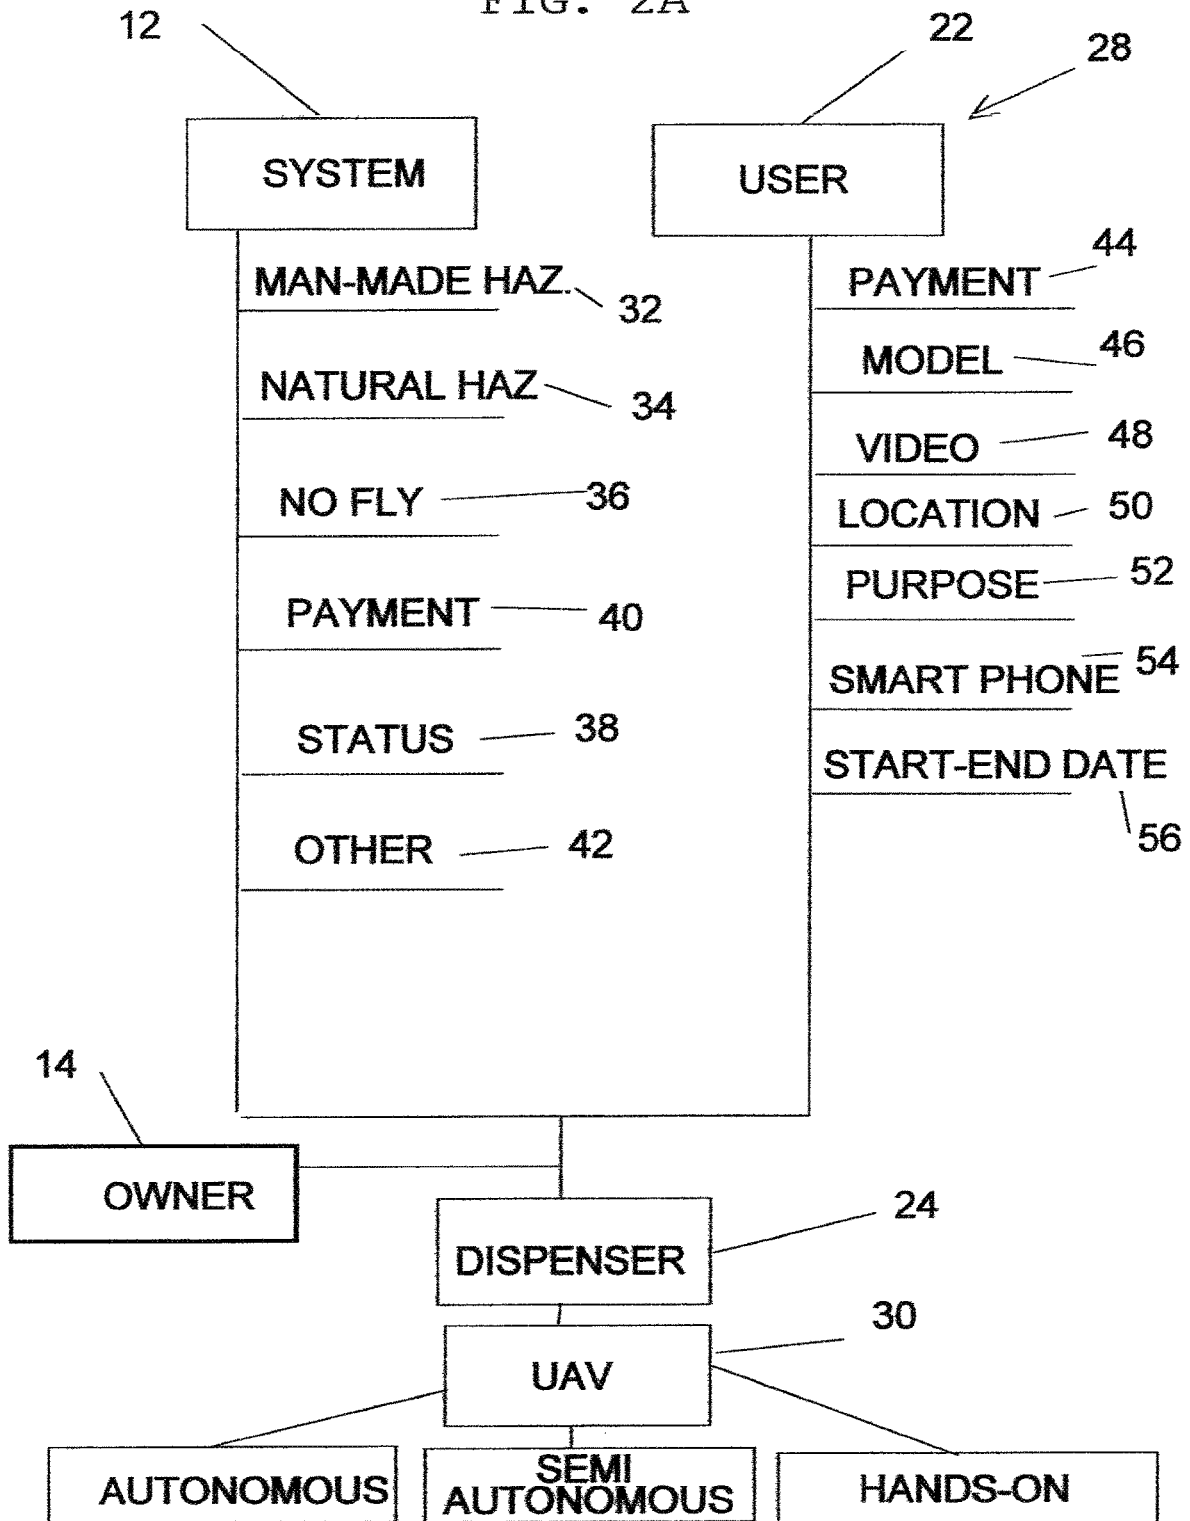 FIG. 2A
12
22
28
SYSTEM
USER
MAN-MADE HAZ.
32
PAYMENT
44
NATURAL HAZ
34
MODEL
46
NO FLY
36
VIDEO
48
LOCATION
50
PAYMENT
40
PURPOSE
52
STATUS
38
SMART PHONE
54
OTHER
42
START-END DATE
56
14
OWNER
DISPENSER
24
UAV
30
AUTONOMOUS
SEMI
AUTONOMOUS
HANDS-ON